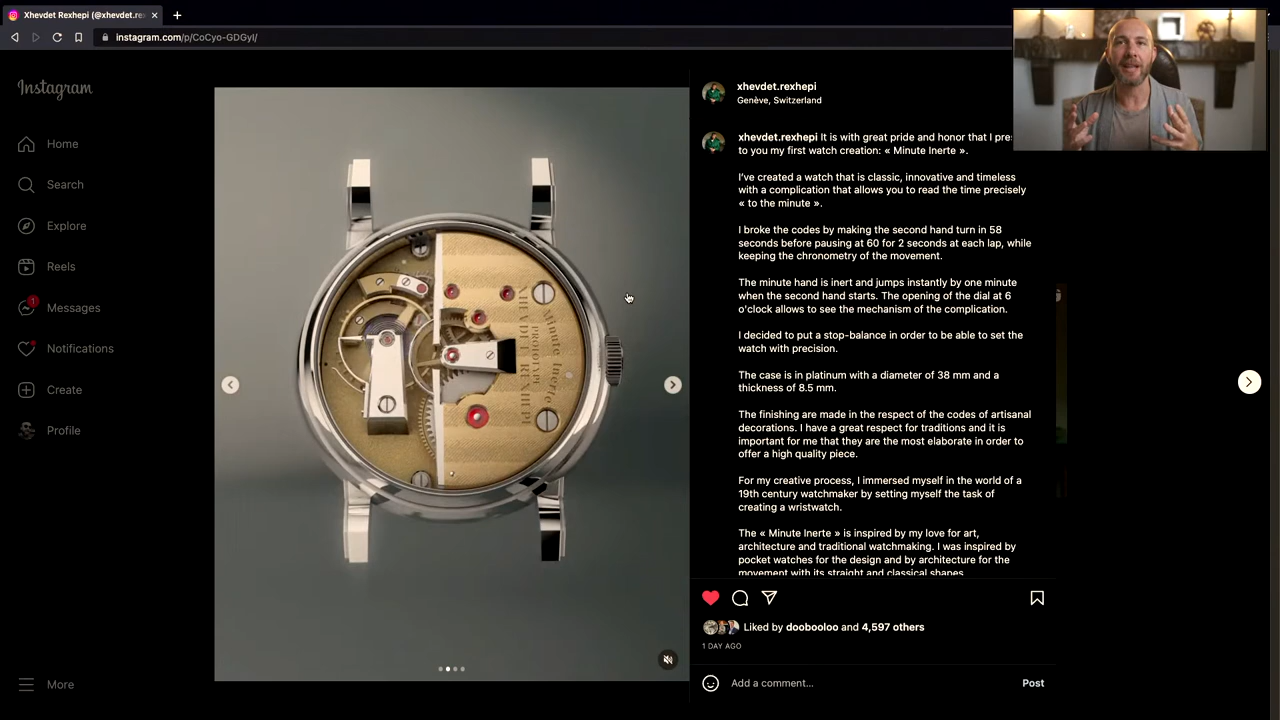 Xhevdet Rexhepi (@xhevdet.re
instagram.com/p/CoCyo-GDGyI/
Instagram
Home
Search
Explore
Reels
1
Messages
Notifications
Create
Profile
More
Minute Inerte
PROTOTYPE
XHEVDET REXHEPI
xhevdet.rexhepi
Genève, Switzerland
xhevdet.rexhepi It is with great pride and honor that I pre
to you my first watch creation: « Minute Inerte ».
I've created a watch that is classic, innovative and timeless
with a complication that allows you to read the time precisely
« to the minute ».
I broke the codes by making the second hand turn in 58
seconds before pausing at 60 for 2 seconds at each lap, while
keeping the chronometry of the movement.
The minute hand is inert and jumps instantly by one minute
when the second hand starts. The opening of the dial at 6
o'clock allows to see the mechanism of the complication.
I decided to put a stop-balance in order to be able to set the
watch with precision.
The case is in platinum with a diameter of 38 mm and a
thickness of 8.5 mm.
The finishing are made in the respect of the codes of artisanal
decorations. I have a great respect for traditions and it is
important for me that they are the most elaborate in order to
offer a high quality piece.
For my creative process, I immersed myself in the world of a
19th century watchmaker by setting myself the task of
creating a wristwatch.
The « Minute Inerte » is inspired by my love for art,
architecture and traditional watchmaking. I was inspired by
pocket watches for the design and by architecture for the
movement with its straight and classical shapes
Liked by doobooloo and 4,597 others
1 DAY AGO
Add a comment...
Post